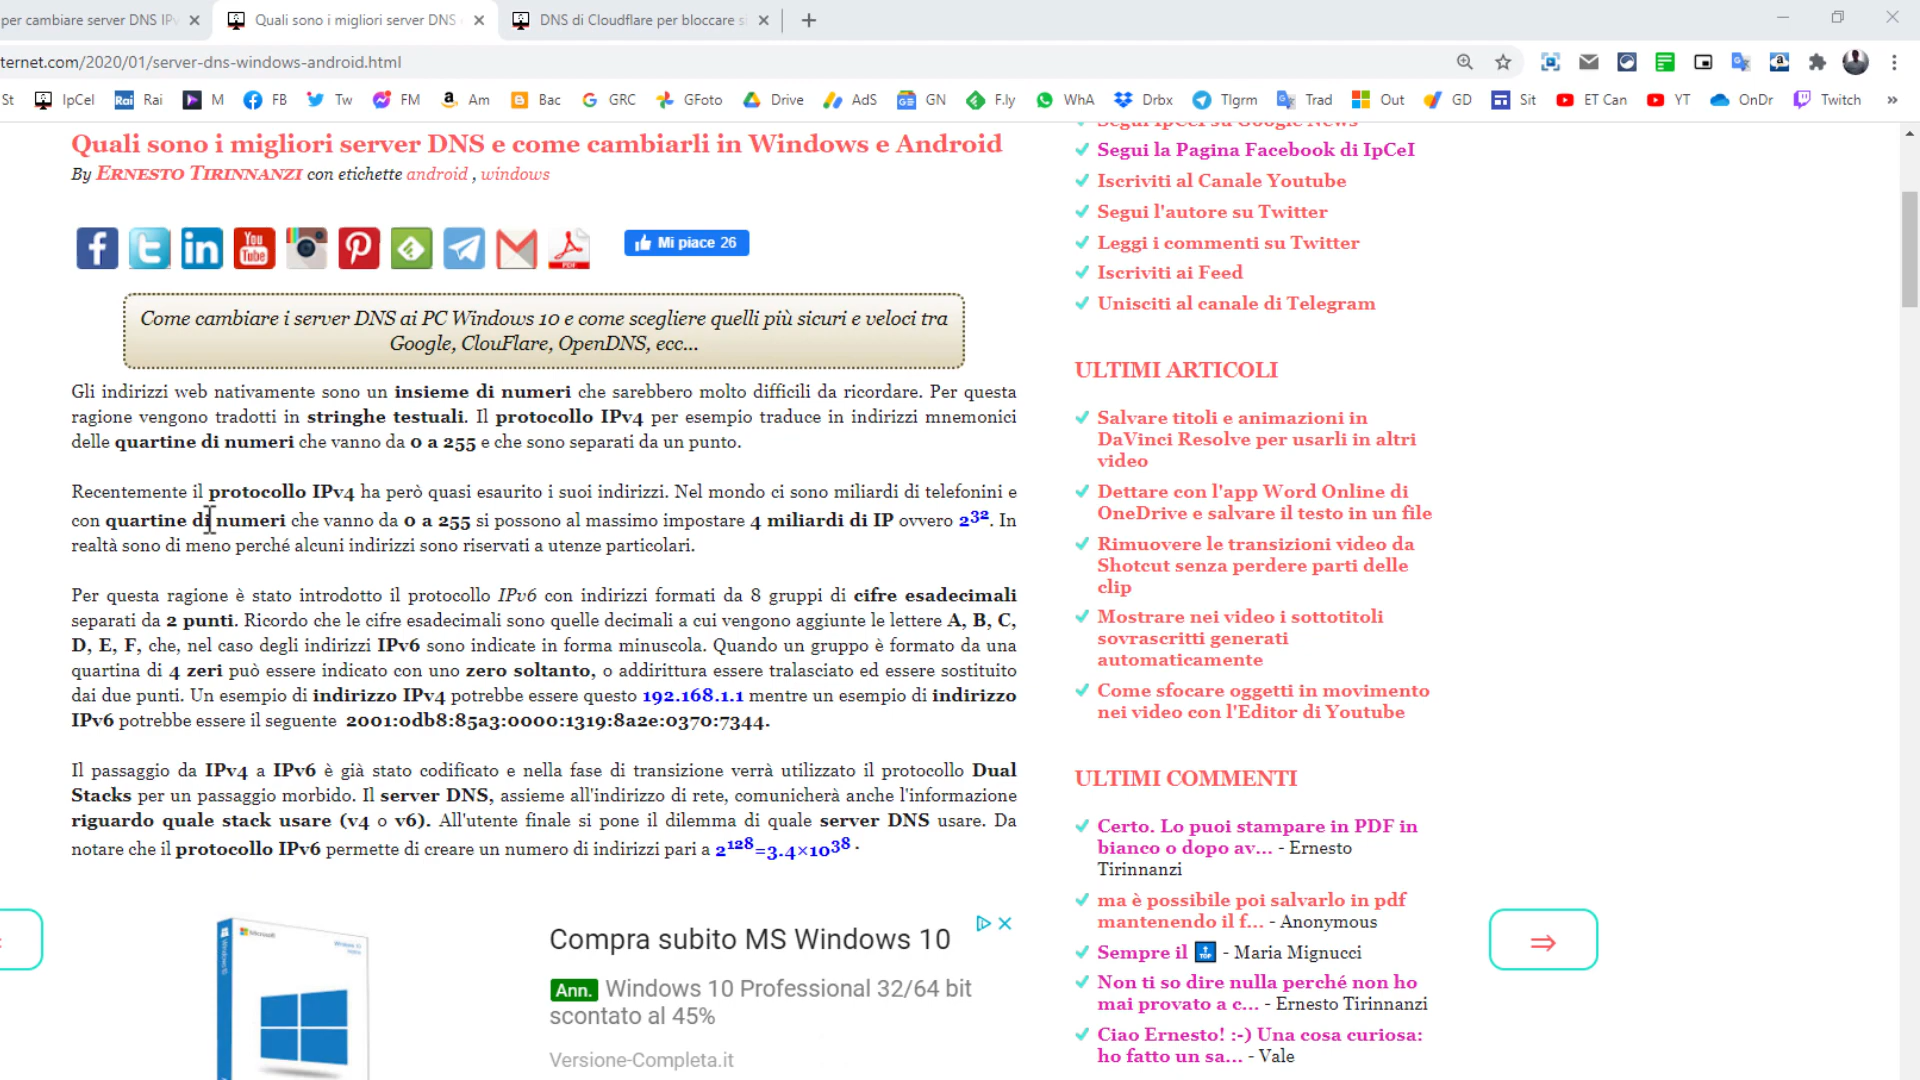 per cambiare server DNS IPv
Quali sono i migliori server DNS
DNS di Cloudflare per bloccare si
ternet.com/2020/01/server-dns-windows-android.html
St IpCeI Rai Rai M FB Tw FM Am Bac GRC GFoto Drive AdS GN F.ly WhA Drbx Tlgrm Trad Out GD Sit ET Can YT OnDr Twitch »
Quali sono i migliori server DNS e come cambiarli in Windows e Android
By ERNESTO TIRINNANZI con etichette android , windows
You
Tube
PDF
Mi piace 26
Come cambiare i server DNS ai PC Windows 10 e come scegliere quelli più sicuri e veloci tra
Google, ClouFlare, OpenDNS, ecc...
Gli indirizzi web nativamente sono un insieme di numeri che sarebbero molto difficili da ricordare. Per questa
ragione vengono tradotti in stringhe testuali. Il protocollo IPv4 per esempio traduce in indirizzi mnemonici
delle quartine di numeri che vanno da 0 a 255 e che sono separati da un punto.
Recentemente il protocollo IPv4 ha però quasi esaurito i suoi indirizzi. Nel mondo ci sono miliardi di telefonini e
con quartine di numeri che vanno da 0 a 255 si possono al massimo impostare 4 miliardi di IP ovvero 2³². In
realtà sono di meno perché alcuni indirizzi sono riservati a utenze particolari.
Per questa ragione è stato introdotto il protocollo IPv6 con indirizzi formati da 8 gruppi di cifre esadecimali
separati da 2 punti. Ricordo che le cifre esadecimali sono quelle decimali a cui vengono aggiunte le lettere A, B, C,
D, E, F, che, nel caso degli indirizzi IPv6 sono indicate in forma minuscola. Quando un gruppo è formato da una
quartina di 4 zeri può essere indicato con uno zero soltanto, o addirittura essere tralasciato ed essere sostituito
dai due punti. Un esempio di indirizzo IPv4 potrebbe essere questo 192.168.1.1 mentre un esempio di indirizzo
IPv6 potrebbe essere il seguente 2001:0db8:85a3:0000:1319:8a2e:0370:7344.
Il passaggio da IPv4 a IPv6 è già stato codificato e nella fase di transizione verrà utilizzato il protocollo Dual
Stacks per un passaggio morbido. Il server DNS, assieme all'indirizzo di rete, comunicherà anche l'informazione
riguardo quale stack usare (v4 o v6). All'utente finale si pone il dilemma di quale server DNS usare. Da
notare che il protocollo IPv6 permette di creare un numero di indirizzi pari a 2¹²⁸=3.4×10³⁸ .
Microsoft
Compra subito MS Windows 10
Ann. Windows 10 Professional 32/64 bit
scontato al 45%
Versione-Completa.it
Segui IpCeI su Google News
Segui la Pagina Facebook di IpCeI
Iscriviti al Canale Youtube
Segui l'autore su Twitter
Leggi i commenti su Twitter
Iscriviti ai Feed
Unisciti al canale di Telegram
ULTIMI ARTICOLI
Salvare titoli e animazioni in
DaVinci Resolve per usarli in altri
video
Dettare con l'app Word Online di
OneDrive e salvare il testo in un file
Rimuovere le transizioni video da
Shotcut senza perdere parti delle
clip
Mostrare nei video i sottotitoli
sovrascritti generati
automaticamente
Come sfocare oggetti in movimento
nei video con l'Editor di Youtube
ULTIMI COMMENTI
Certo. Lo puoi stampare in PDF in
bianco o dopo av... - Ernesto
Tirinnanzi
ma è possibile poi salvarlo in pdf
mantenendo il f... - Anonymous
Sempre il TOP - Maria Mignucci
Non ti so dire nulla perché non ho
mai provato a c... - Ernesto Tirinnanzi
Ciao Ernesto! :-) Una cosa curiosa:
ho fatto un sa... - Vale